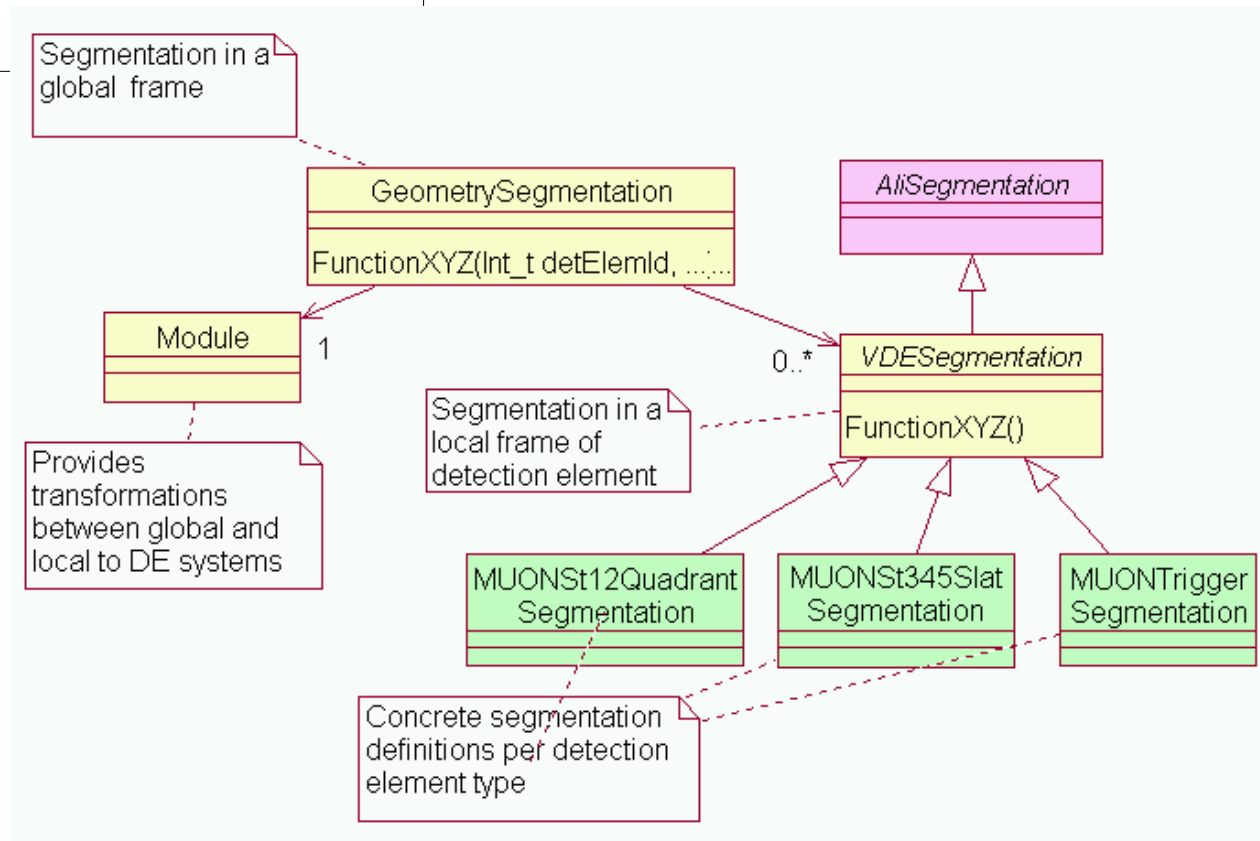 Segmentation in a
global frame
GeometrySegmentation
FunctionXYZ(Int_t detElemId, ...
AliSegmentation
Module
1
0..*
VDESegmentation
FunctionXYZ()
Segmentation in a
local frame of
detection element
Provides
transformations
between global and
local to DE systems
MUONSt12Quadrant
Segmentation
MUONSt345Slat
Segmentation
MUONTrigger
Segmentation
Concrete segmentation
definitions per detection
element type